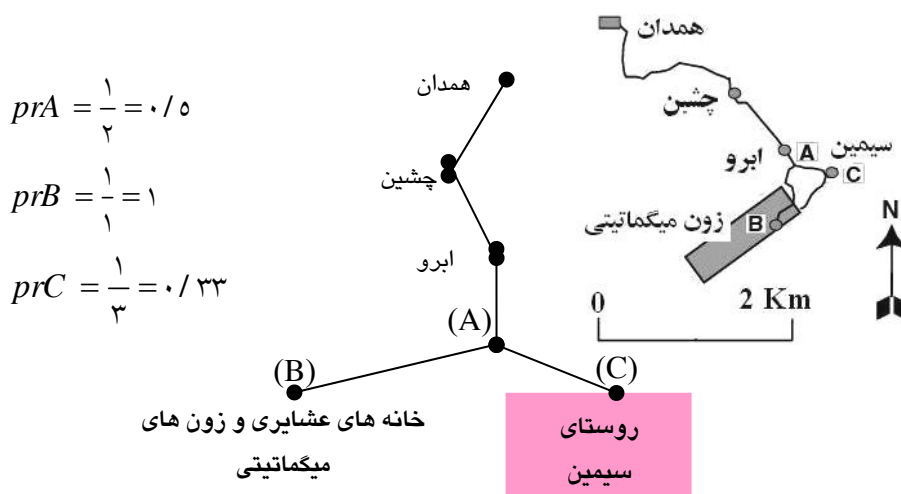 prA = ۱/۲ = ۰/۵
prB = ۱/۱ = ۱
prC = ۱/۳ = ۰/۳۳
همدان
چشین
ابرو
(A)
(B)
(C)
خانه های عشایری و زون های
میگماتیتی
روستای
سیمین
همدان
چشین
ابرو
A
سیمین
C
زون میگماتیتی
B
N
0
2 Km